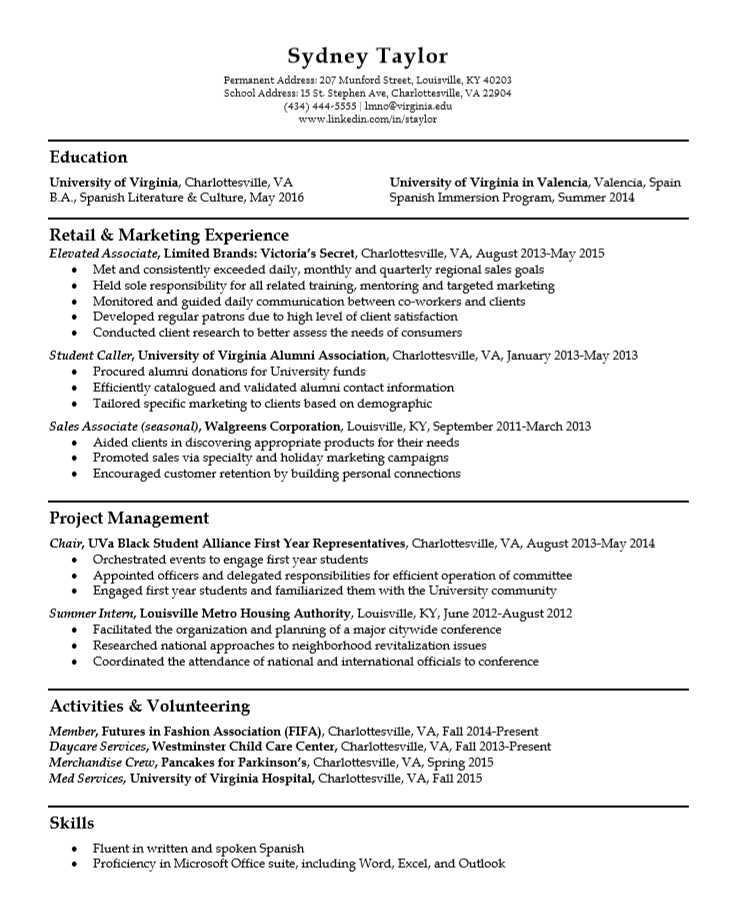 Sydney Taylor
Permanent Address: 207 Munford Street, Louisville, KY 40203
School Address: 15 St. Stephen Ave, Charlottesville, VA 22904
(434) 444-5555 | lmno@virginia.edu
www.linkedin.com/in/staylor
Education
University of Virginia, Charlottesville, VA
B.A., Spanish Literature & Culture, May 2016
University of Virginia in Valencia, Valencia, Spain
Spanish Immersion Program, Summer 2014
Retail & Marketing Experience
Elevated Associate, Limited Brands: Victoria's Secret, Charlottesville, VA, August 2013-May 2015
• Met and consistently exceeded daily, monthly and quarterly regional sales goals
• Held sole responsibility for all related training, mentoring and targeted marketing
• Monitored and guided daily communication between co-workers and clients
• Developed regular patrons due to high level of client satisfaction
• Conducted client research to better assess the needs of consumers
Student Caller, University of Virginia Alumni Association, Charlottesville, VA, January 2013-May 2013
• Procured alumni donations for University funds
• Efficiently catalogued and validated alumni contact information
• Tailored specific marketing to clients based on demographic
Sales Associate (seasonal), Walgreens Corporation, Louisville, KY, September 2011-March 2013
• Aided clients in discovering appropriate products for their needs
• Promoted sales via specialty and holiday marketing campaigns
• Encouraged customer retention by building personal connections
Project Management
Chair, UVa Black Student Alliance First Year Representatives, Charlottesville, VA, August 2013-May 2014
• Orchestrated events to engage first year students
• Appointed officers and delegated responsibilities for efficient operation of committee
• Engaged first year students and familiarized them with the University community
Summer Intern, Louisville Metro Housing Authority, Louisville, KY, June 2012-August 2012
• Facilitated the organization and planning of a major citywide conference
• Researched national approaches to neighborhood revitalization issues
• Coordinated the attendance of national and international officials to conference
Activities & Volunteering
Member, Futures in Fashion Association (FIFA), Charlottesville, VA, Fall 2014-Present
Daycare Services, Westminster Child Care Center, Charlottesville, VA, Fall 2013-Present
Merchandise Crew, Pancakes for Parkinson's, Charlottesville, VA, Spring 2015
Med Services, University of Virginia Hospital, Charlottesville, VA, Fall 2015
Skills
• Fluent in written and spoken Spanish
• Proficiency in Microsoft Office suite, including Word, Excel, and Outlook